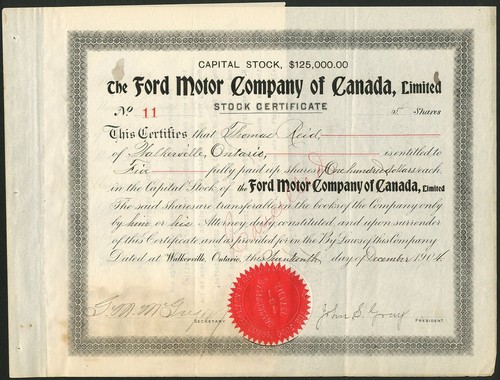 CAPITAL STOCK, $125,000.00
The Ford Motor Company of Canada, Limited
No 11 STOCK CERTIFICATE 5 Shares
This Certifies that Thomas Reid,
of Walkerville, Ontario, is entitled to
Five fully paid up shares of One hundred dollars each
in the Capital Stock of the Ford Motor Company of Canada, Limited
The said shares are transferable on the books of the Company only
by him or his Attorney duly constituted and upon surrender
of this Certificate and as provided for in the By Laws of this Company
Dated at Walkerville, Ontario, this day of December 1904.
Cancelled
SECRETARY
John S. Gray
PRESIDENT